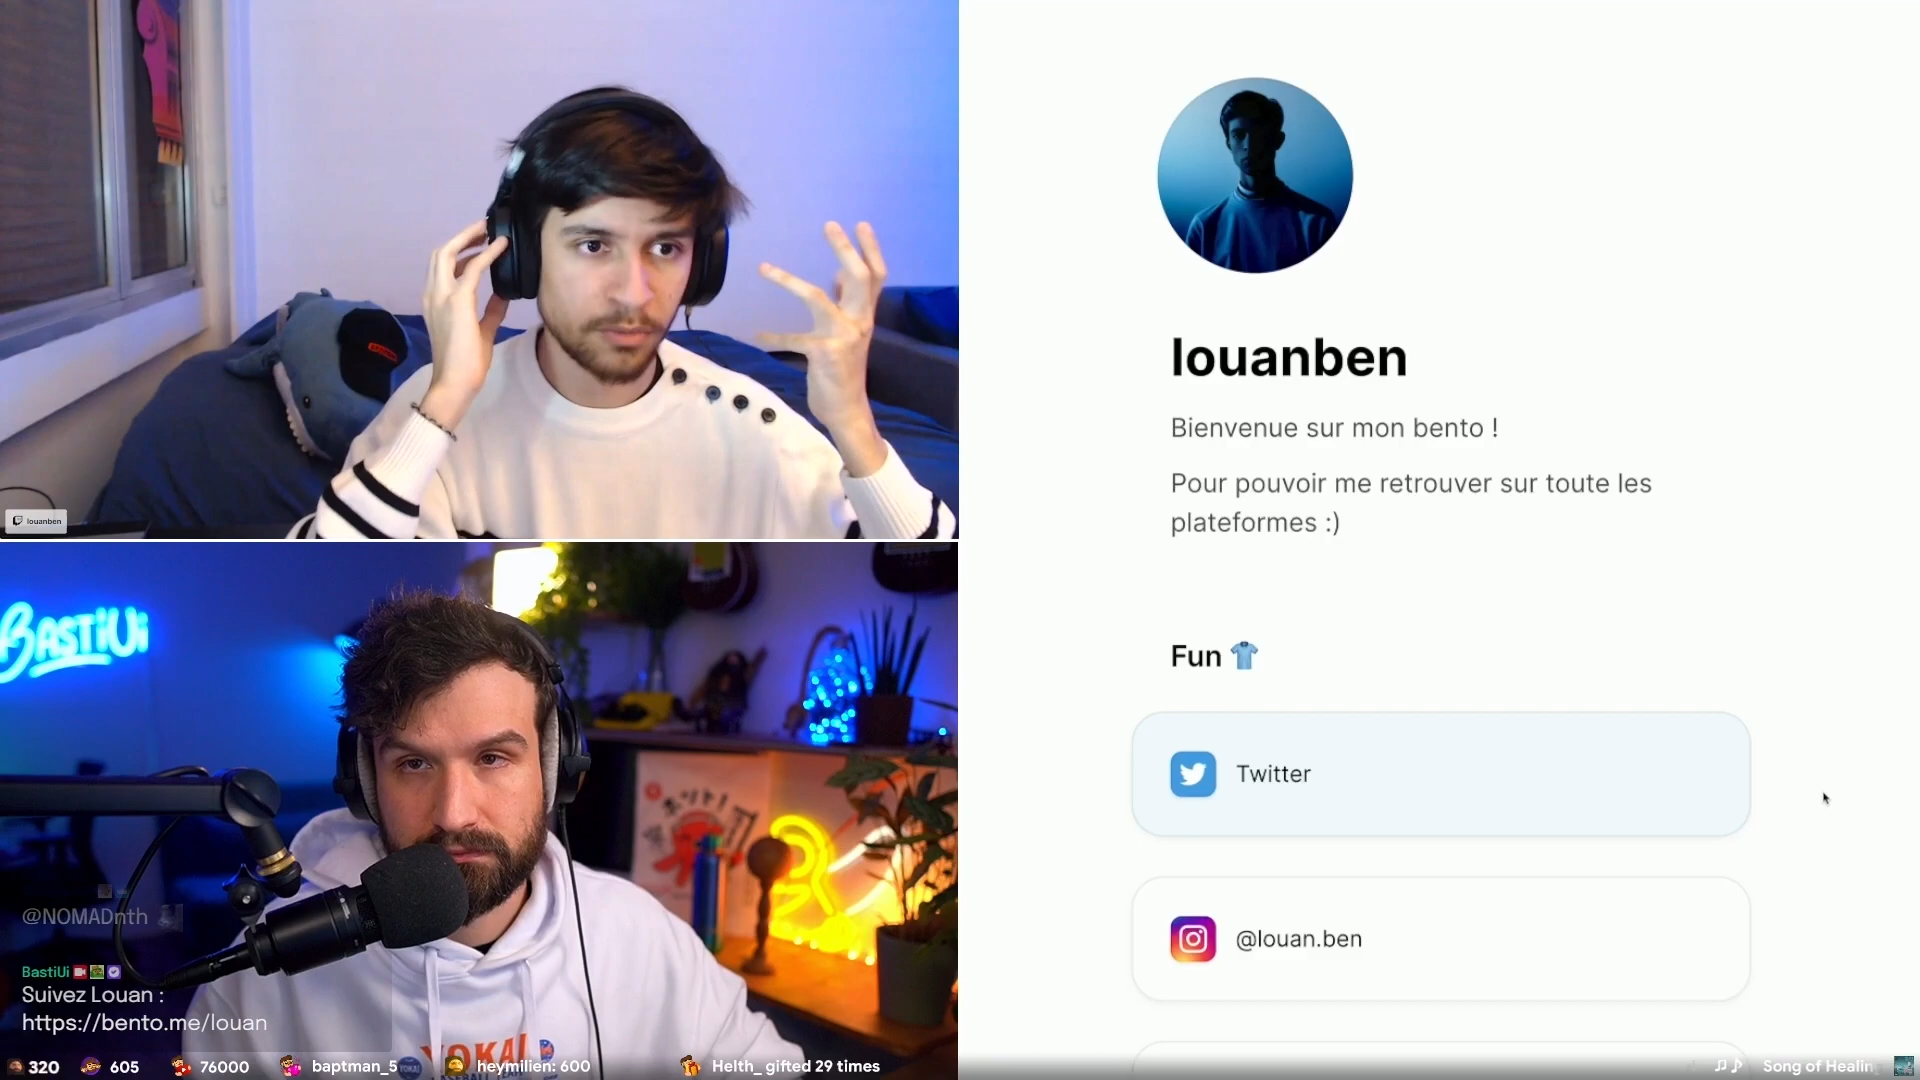 louanben
BASTiUi
@NOMADnth
BastiUi
Suivez Louan :
https://bento.me/louan
YOKAI
320
605
76000
baptman_5
heymilien: 600
Helth_ gifted 29 times
louanben
Bienvenue sur mon bento !
Pour pouvoir me retrouver sur toute les
plateformes :)
Fun
Twitter
@louan.ben
Song of Healin